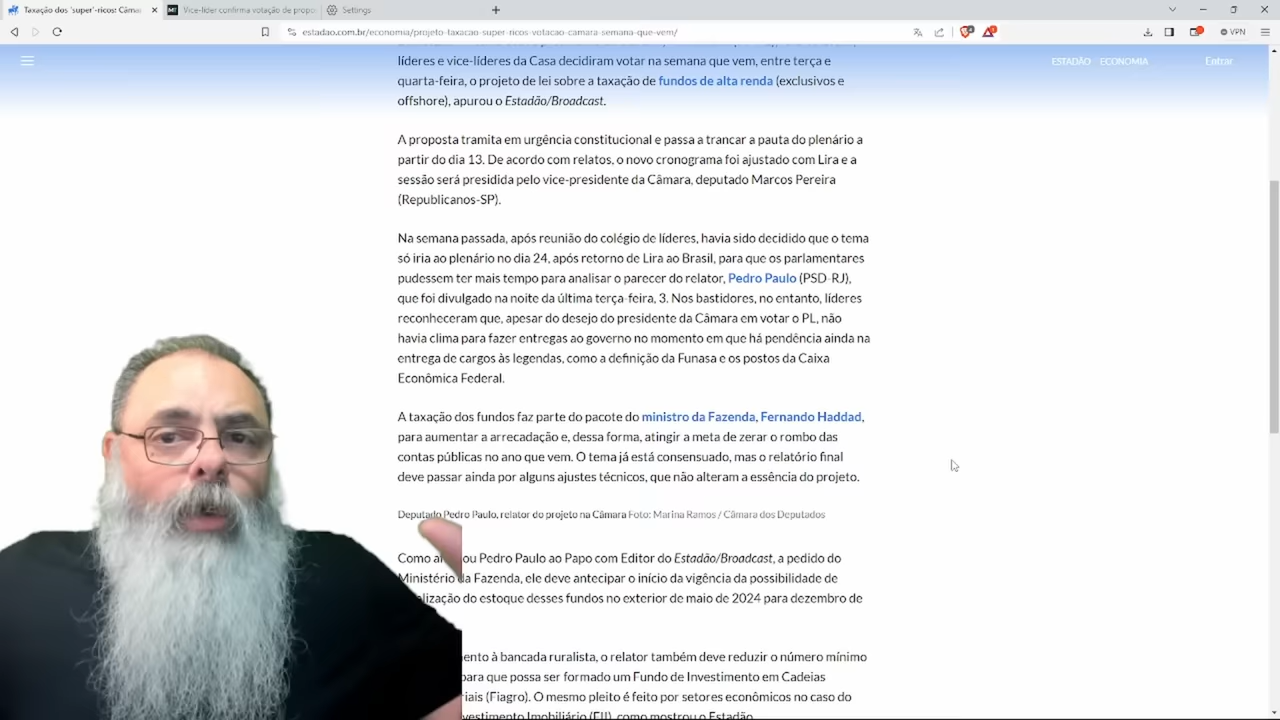 Taxação dos 'super'-ricos: Câmar
Vice-líder confirma votação de propos
Settings
estadao.com.br/economia/projeto-taxacao-super-ricos-votacao-camara-semana-que-vem/
VPN
ESTADÃO ECONOMIA Entrar
líderes e vice-líderes da Casa decidiram votar na semana que vem, entre terça e
quarta-feira, o projeto de lei sobre a taxação de fundos de alta renda (exclusivos e
offshore), apurou o Estadão/Broadcast.
A proposta tramita em urgência constitucional e passa a trancar a pauta do plenário a
partir do dia 13. De acordo com relatos, o novo cronograma foi ajustado com Lira e a
sessão será presidida pelo vice-presidente da Câmara, deputado Marcos Pereira
(Republicanos-SP).
Na semana passada, após reunião do colégio de líderes, havia sido decidido que o tema
só iria ao plenário no dia 24, após retorno de Lira ao Brasil, para que os parlamentares
pudessem ter mais tempo para analisar o parecer do relator, Pedro Paulo (PSD-RJ),
que foi divulgado na noite da última terça-feira, 3. Nos bastidores, no entanto, líderes
reconheceram que, apesar do desejo do presidente da Câmara em votar o PL, não
havia clima para fazer entregas ao governo no momento em que há pendência ainda na
entrega de cargos às legendas, como a definição da Funasa e os postos da Caixa
Econômica Federal.
A taxação dos fundos faz parte do pacote do ministro da Fazenda, Fernando Haddad,
para aumentar a arrecadação e, dessa forma, atingir a meta de zerar o rombo das
contas públicas no ano que vem. O tema já está consensuado, mas o relatório final
deve passar ainda por alguns ajustes técnicos, que não alteram a essência do projeto.
Deputado Pedro Paulo, relator do projeto na Câmara Foto: Marina Ramos / Câmara dos Deputados
Como a ou Pedro Paulo ao Papo com Editor do Estadão/Broadcast, a pedido do
Ministério da Fazenda, ele deve antecipar o início da vigência da possibilidade de
alização do estoque desses fundos no exterior de maio de 2024 para dezembro de
ento à bancada ruralista, o relator também deve reduzir o número mínimo
para que possa ser formado um Fundo de Investimento em Cadeias
riais (Fiagro). O mesmo pleito é feito por setores econômicos no caso do
vestimento Imobiliário (FII), como mostrou o Estadão.